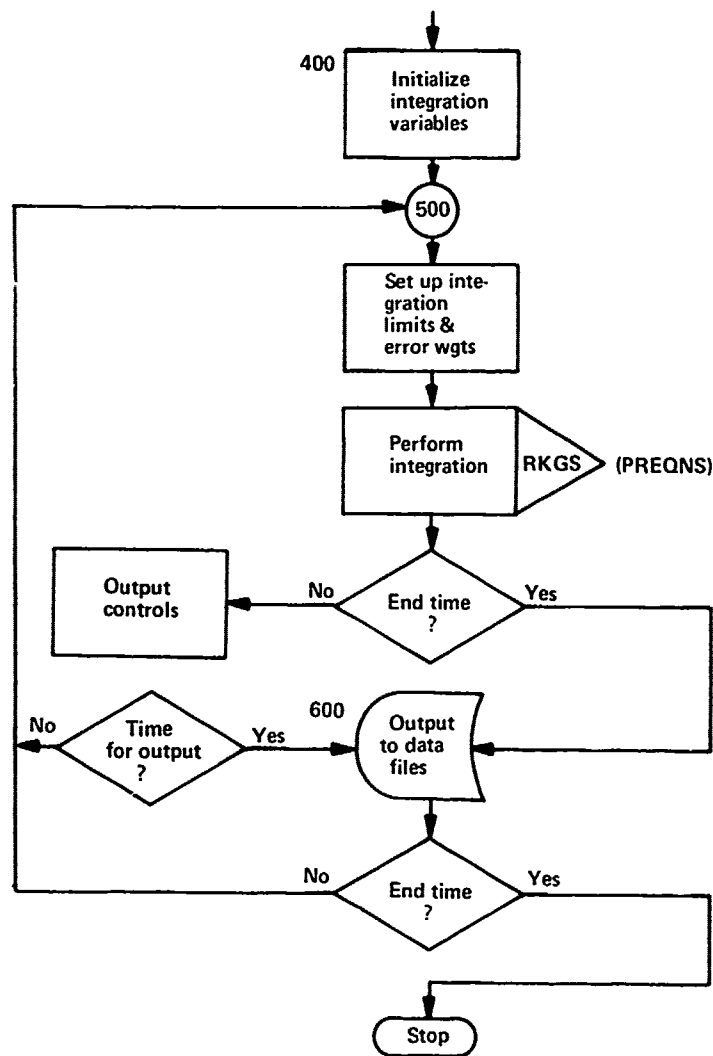 400
Initialize
integration
variables
500
Set up inte-
gration
limits &
error wgts
Perform
integration
RKGS
(PREQNS)
Output
controls
No
End time
?
Yes
No
Time
for output
?
Yes
600
Output
to data
files
No
End time
?
Yes
Stop